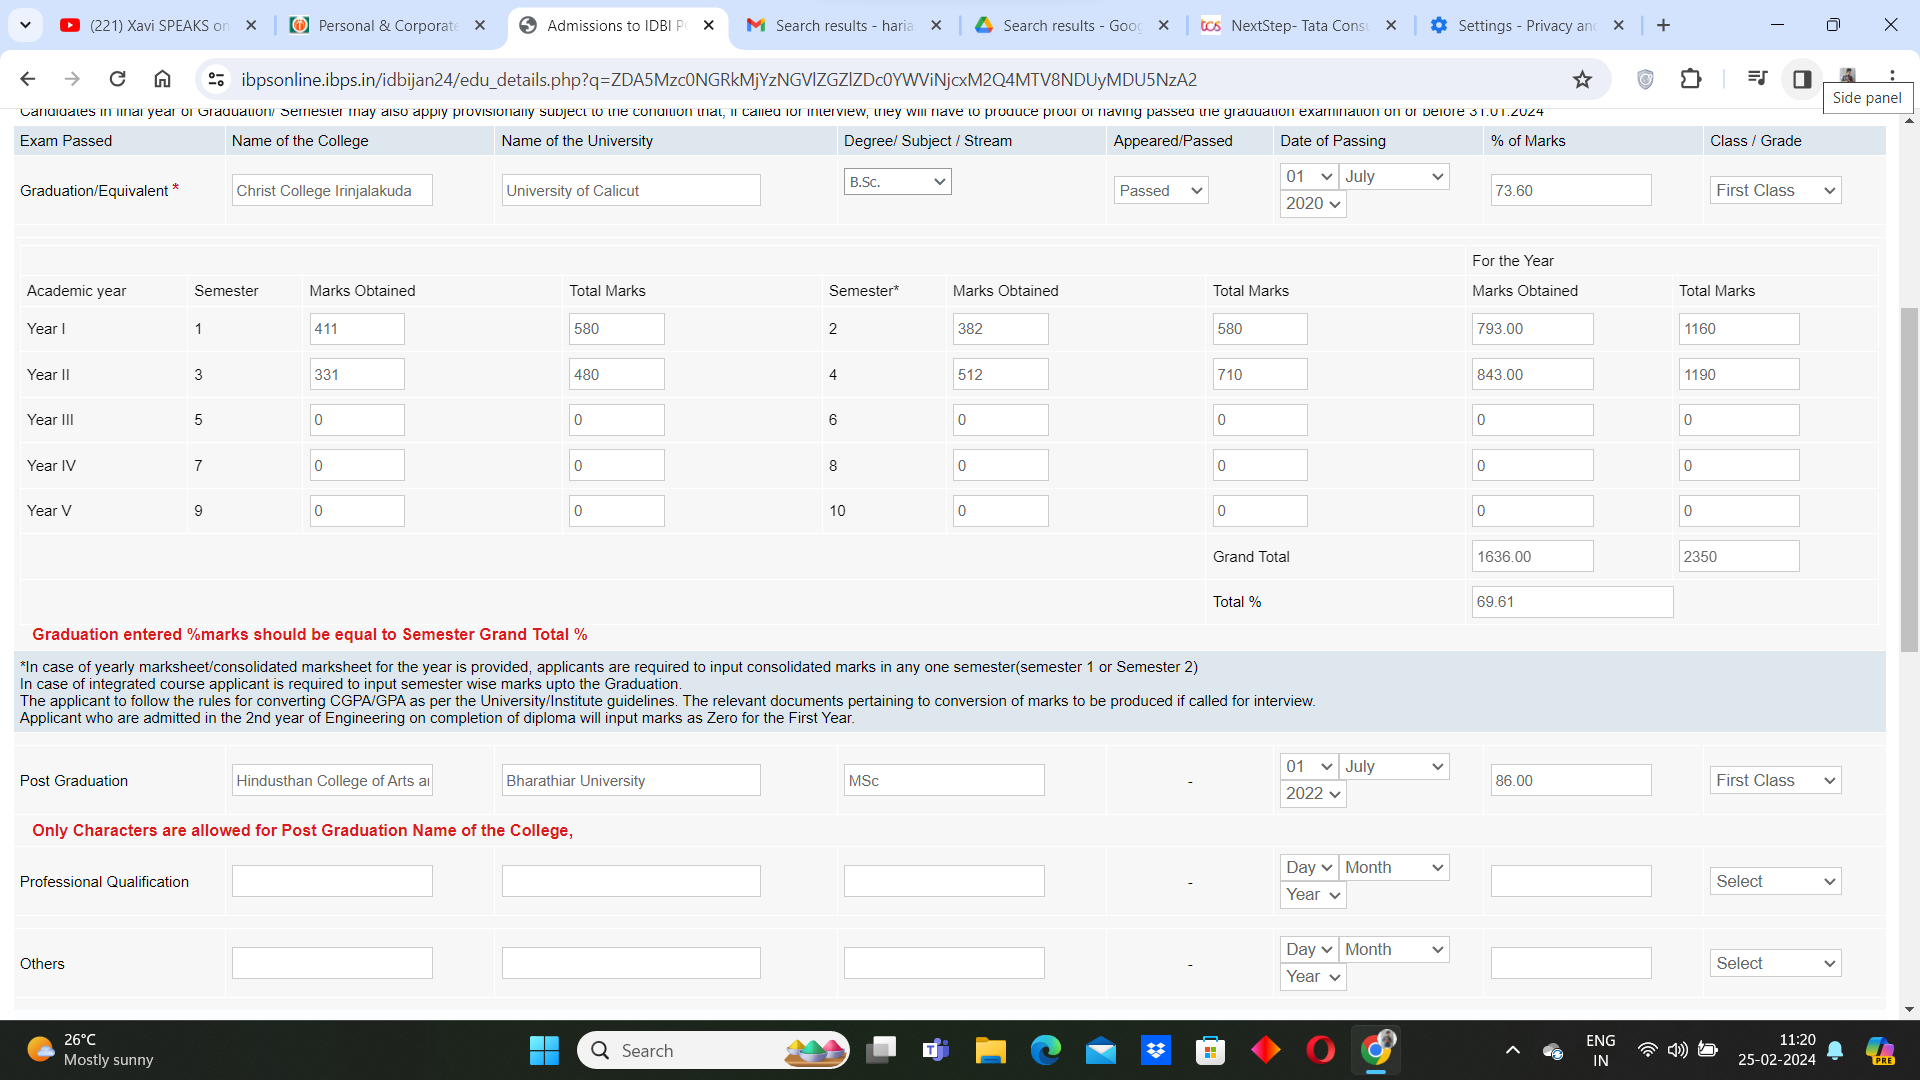 (221) Xavi SPEAKS on
Personal & Corporate
Admissions to IDBI P
Search results - haria
Search results - Goog
tcs NextStep- Tata Consu
Settings - Privacy and
ibpsonline.ibps.in/idbijan24/edu_details.php?q=ZDA5Mzc0NGRkMjYzNGVlZGZlZDc0YWViNjcxM2Q4MTV8NDUyMDU5NzA2
Side panel
Candidates in final year of Graduation/ Semester may also apply provisionally subject to the condition that, if called for interview, they will have to produce proof of having passed the graduation examination on or before 31.01.2024
Exam Passed Name of the College Name of the University Degree/ Subject / Stream Appeared/Passed Date of Passing % of Marks Class / Grade
Graduation/Equivalent * Christ College Irinjalakuda University of Calicut B.Sc. Passed 01 July 73.60 First Class
2020
For the Year
Academic year Semester Marks Obtained Total Marks Semester* Marks Obtained Total Marks Marks Obtained Total Marks
Year I 1 411 580 2 382 580 793.00 1160
Year II 3 331 480 4 512 710 843.00 1190
Year III 5 0 0 6 0 0 0 0
Year IV 7 0 0 8 0 0 0 0
Year V 9 0 0 10 0 0 0 0
Grand Total 1636.00 2350
Total % 69.61
Graduation entered %marks should be equal to Semester Grand Total %
*In case of yearly marksheet/consolidated marksheet for the year is provided, applicants are required to input consolidated marks in any one semester(semester 1 or Semester 2)
In case of integrated course applicant is required to input semester wise marks upto the Graduation.
The applicant to follow the rules for converting CGPA/GPA as per the University/Institute guidelines. The relevant documents pertaining to conversion of marks to be produced if called for interview.
Applicant who are admitted in the 2nd year of Engineering on completion of diploma will input marks as Zero for the First Year.
Post Graduation Hindusthan College of Arts a Bharathiar University MSc - 01 July 86.00 First Class
2022
Only Characters are allowed for Post Graduation Name of the College,
Professional Qualification - Day Month Select
Year
Others - Day Month Select
Year
26°C
Mostly sunny
Search
PRE
ENG
IN
11:20
25-02-2024